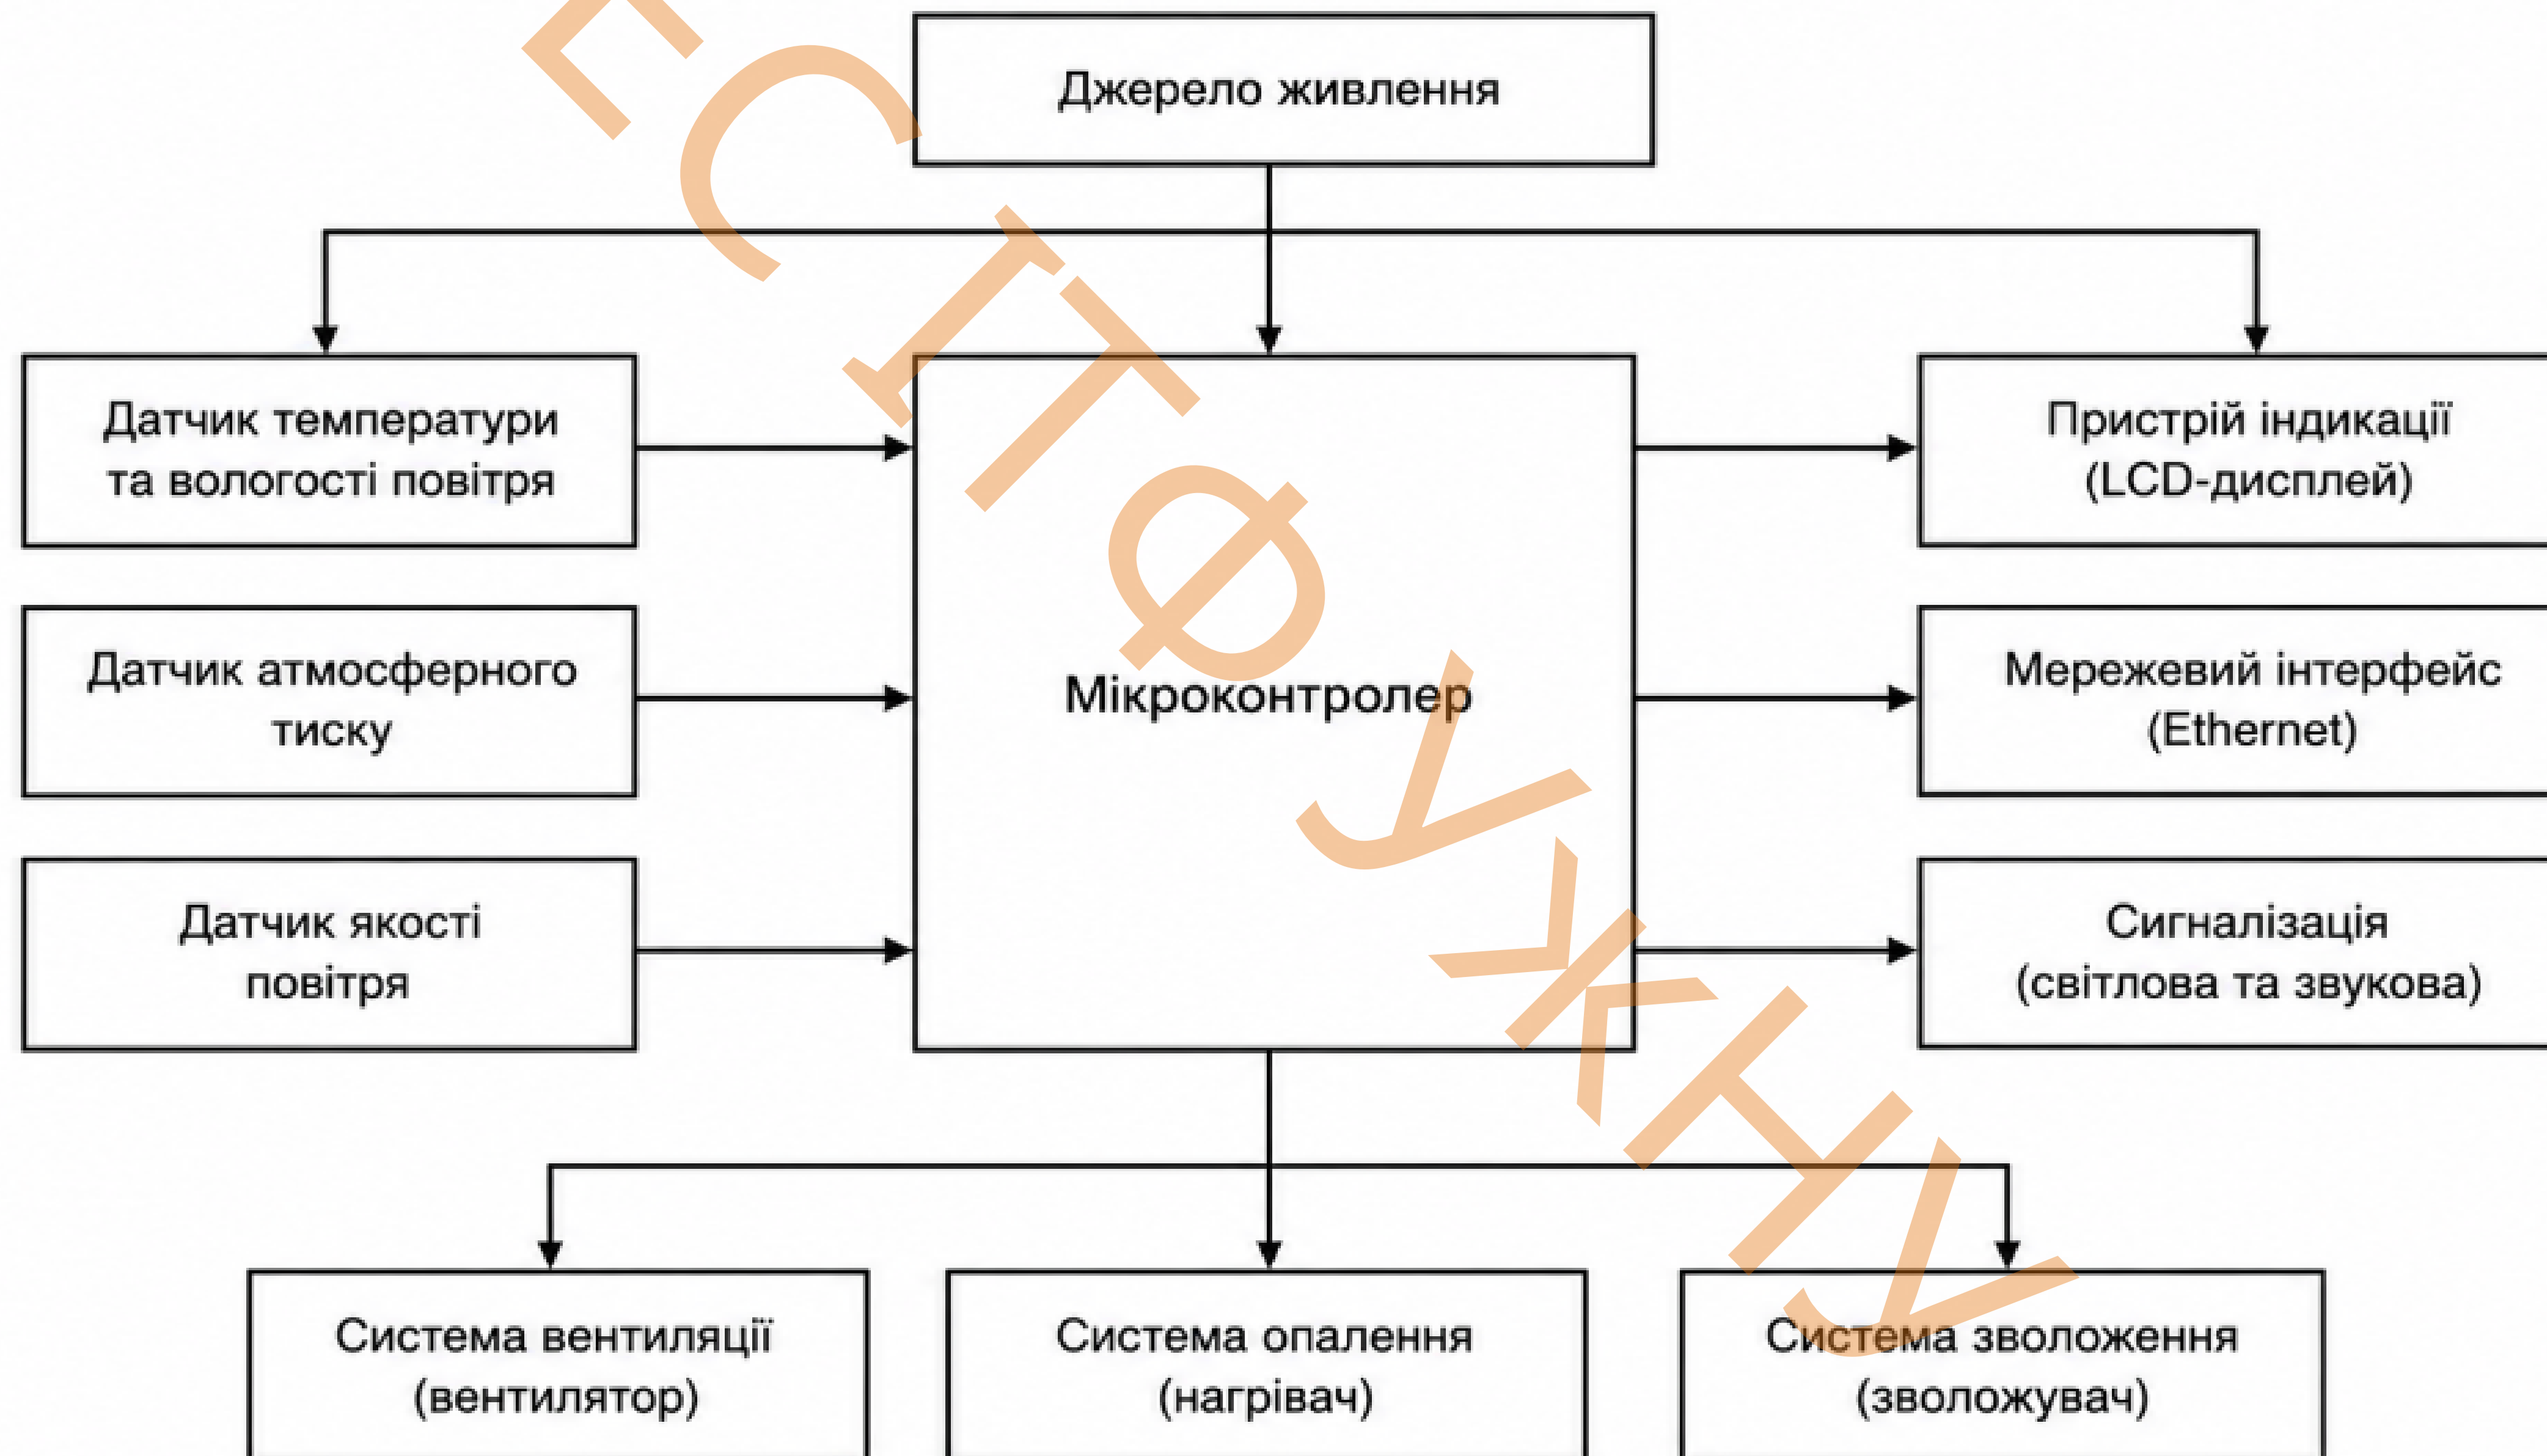 Джерело живлення
Датчик температури
та вологості повітря
Мікроконтролер
Пристрій індикації
(LCD-дисплей)
Датчик атмосферного
тиску
Мережевий інтерфейс
(Ethernet)
Датчик якості
повітря
Сигналізація
(світлова та звукова)
Система вентиляції
(вентилятор)
Система опалення
(нагрівач)
Система зволоження
(зволожувач)
ІТФ УжНУ